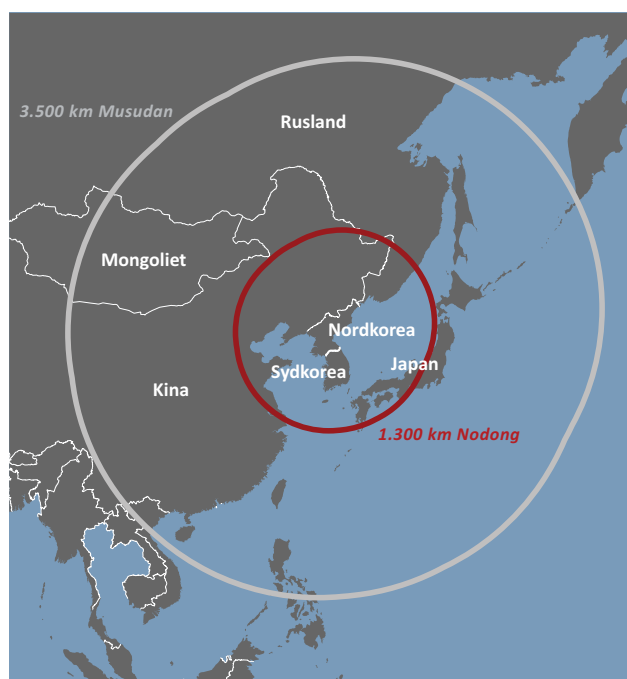 3.500 km Musudan
Rusland
Mongoliet
Nordkorea
Japan
Sydkorea
Kina
1.300 km Nodong